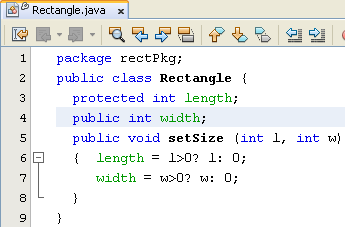 Rectangle.java
1 package rectPkg;
2 public class Rectangle {
3 protected int length;
4 public int width;
5 public void setSize (int l, int w)
6 { length = l>0? l: 0;
7 width = w>0? w: 0;
8 }
9 }